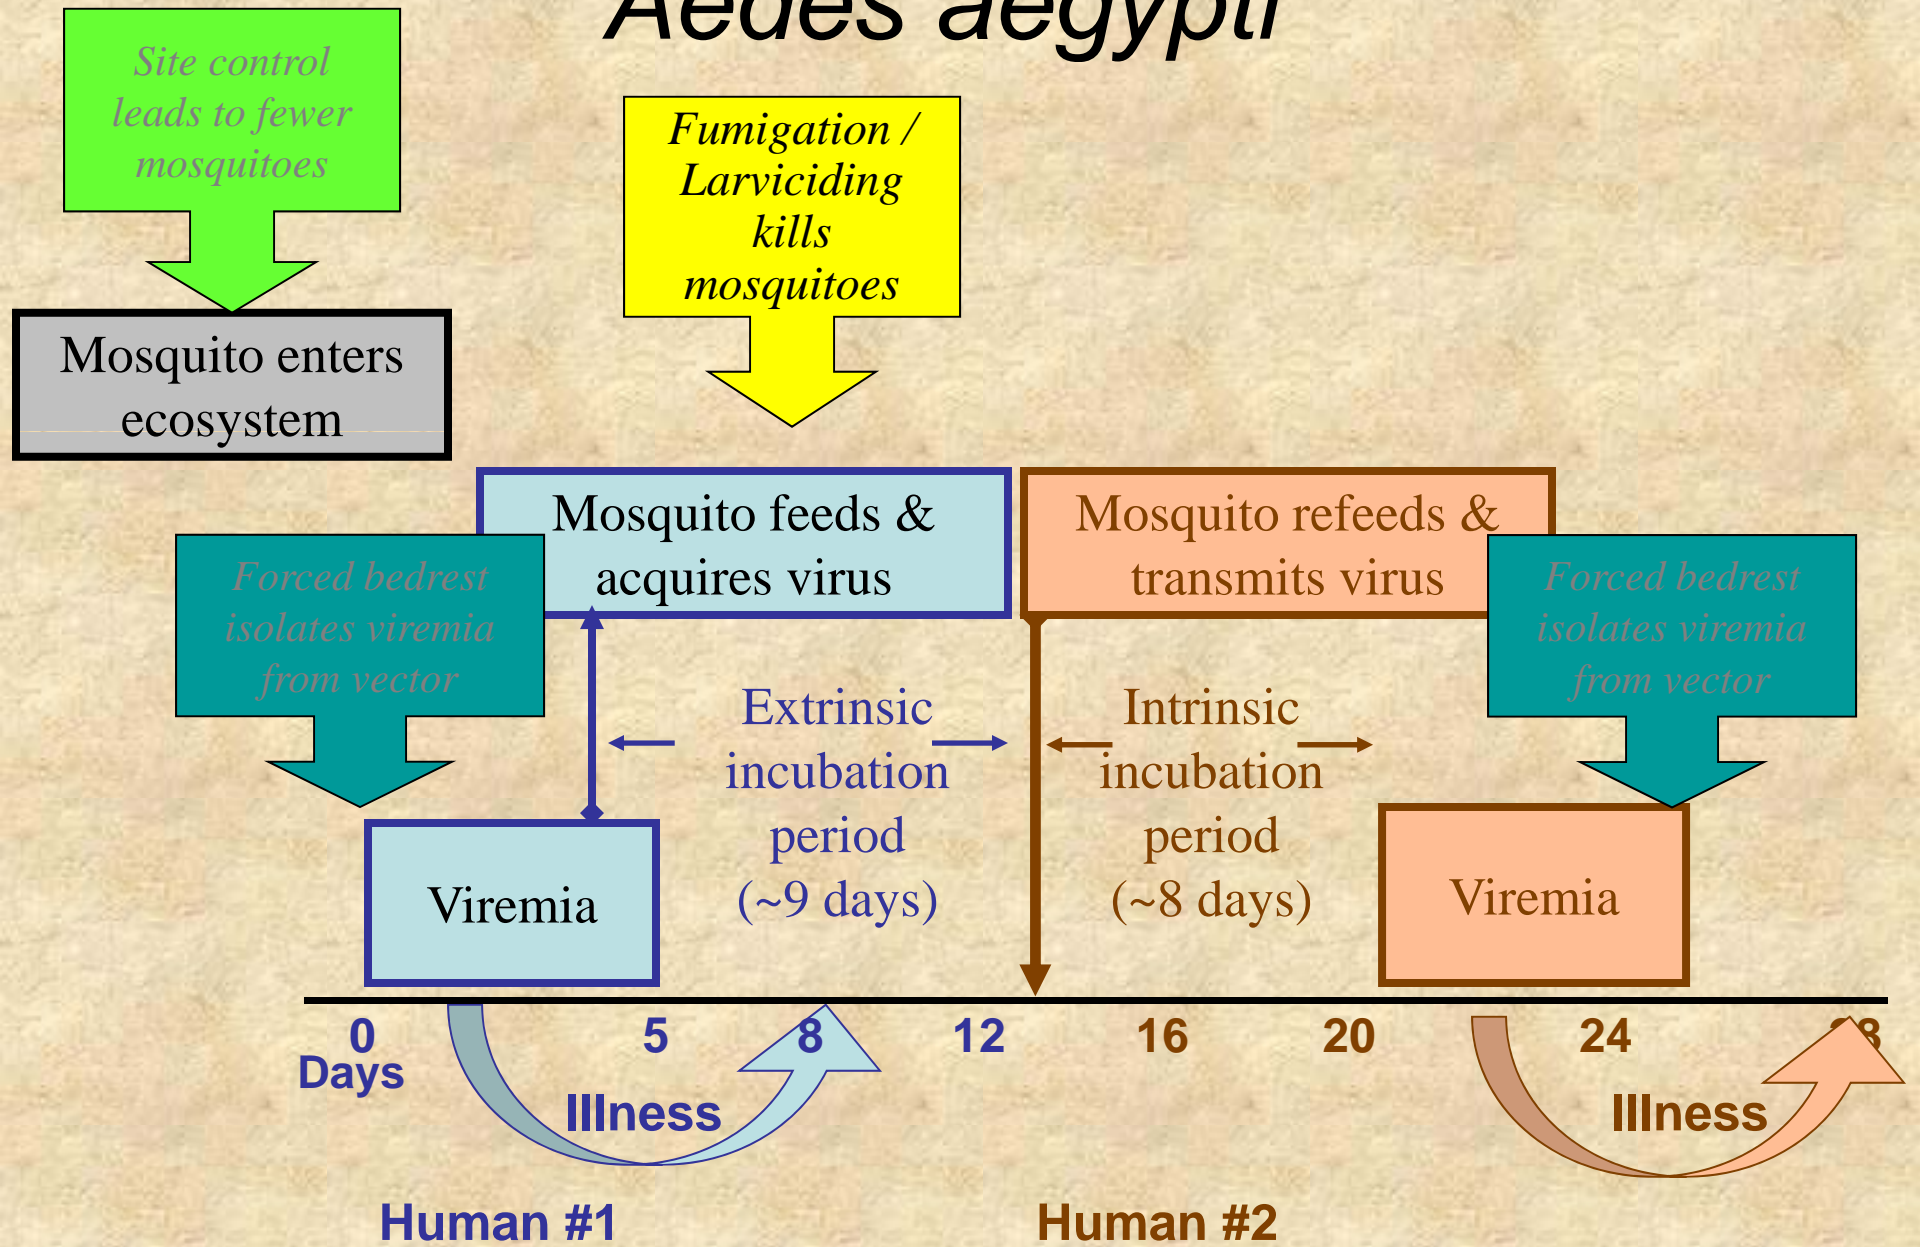 Aedes aegypti
Site control
leads to fewer
mosquitoes
Fumigation /
Larviciding
kills
mosquitoes
Mosquito enters
ecosystem
Mosquito feeds &
acquires virus
Mosquito refeeds &
transmits virus
Forced bedrest
isolates viremia
from vector
Forced bedrest
isolates viremia
from vector
Extrinsic
incubation
period
(~9 days)
Intrinsic
incubation
period
(~8 days)
Viremia
Viremia
0 5 8 12 16 20 24 28
Days
Illness
Illness
Human #1
Human #2